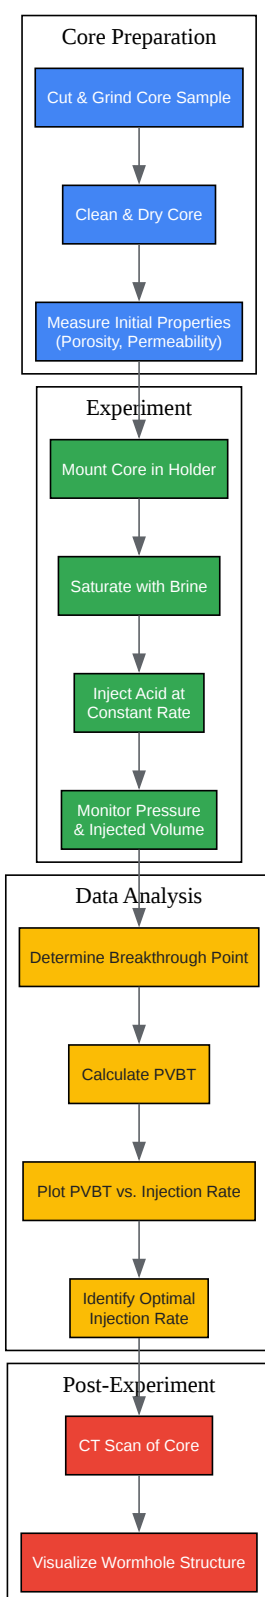 Core Preparation
Cut & Grind Core Sample
Clean & Dry Core
Measure Initial Properties
(Porosity, Permeability)
Experiment
Mount Core in Holder
Saturate with Brine
Inject Acid at
Constant Rate
Monitor Pressure
& Injected Volume
Data Analysis
Determine Breakthrough Point
Calculate PVBT
Plot PVBT vs. Injection Rate
Identify Optimal
Injection Rate
Post-Experiment
CT Scan of Core
Visualize Wormhole Structure